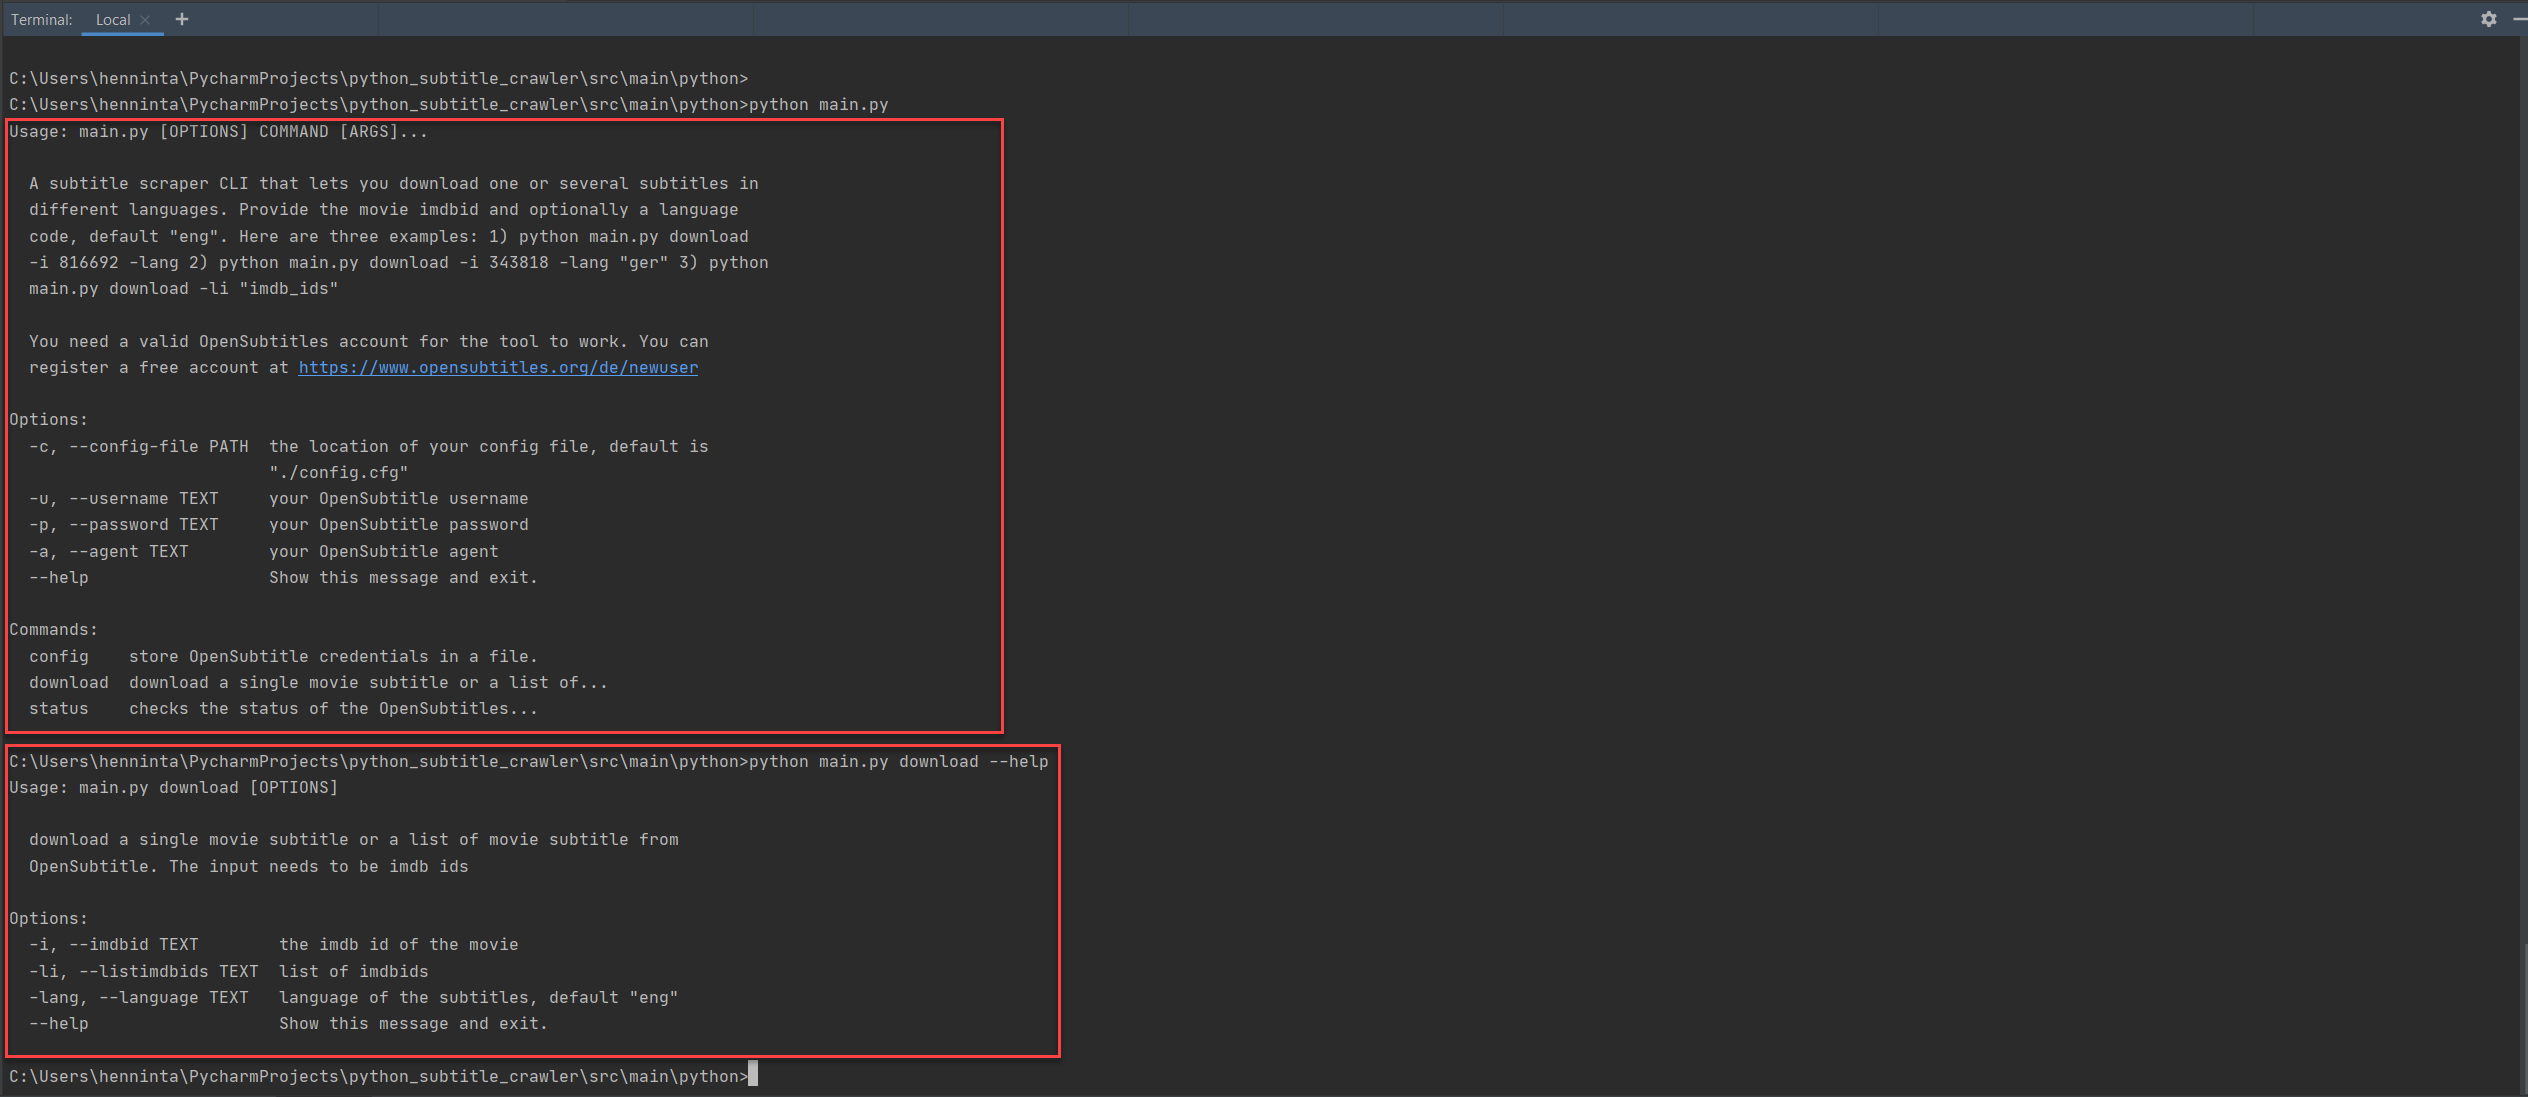 Terminal: Local × +
C:\Users\henninta\PycharmProjects\python_subtitle_crawler\src\main\python>
C:\Users\henninta\PycharmProjects\python_subtitle_crawler\src\main\python>python main.py
Usage: main.py [OPTIONS] COMMAND [ARGS]...
A subtitle scraper CLI that lets you download one or several subtitles in
different languages. Provide the movie imdbid and optionally a language
code, default "eng". Here are three examples: 1) python main.py download
-i 816692 -lang 2) python main.py download -i 343818 -lang "ger" 3) python
main.py download -li "imdb_ids"
You need a valid OpenSubtitles account for the tool to work. You can
register a free account at https://www.opensubtitles.org/de/newuser
Options:
-c, --config-file PATH  the location of your config file, default is
"./config.cfg"
-u, --username TEXT     your OpenSubtitle username
-p, --password TEXT     your OpenSubtitle password
-a, --agent TEXT        your OpenSubtitle agent
--help                  Show this message and exit.
Commands:
config    store OpenSubtitle credentials in a file.
download  download a single movie subtitle or a list of...
status    checks the status of the OpenSubtitles...
C:\Users\henninta\PycharmProjects\python_subtitle_crawler\src\main\python>python main.py download --help
Usage: main.py download [OPTIONS]
download a single movie subtitle or a list of movie subtitle from
OpenSubtitle. The input needs to be imdb ids
Options:
-i, --imdbid TEXT        the imdb id of the movie
-li, --listimdbids TEXT  list of imdbids
-lang, --language TEXT   language of the subtitles, default "eng"
--help                   Show this message and exit.
C:\Users\henninta\PycharmProjects\python_subtitle_crawler\src\main\python>